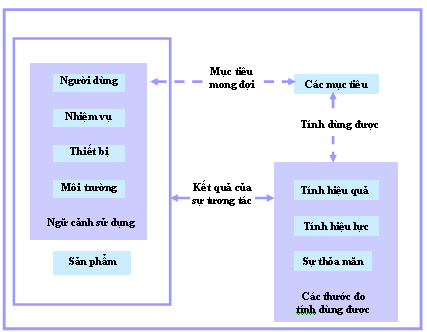 Người dùng
Nhiệm vụ
Thiết bị
Môi trường
Ngữ cảnh sử dụng
Sản phẩm
Mục tiêu
mong đợi
Kết quả của
sự tương tác
Các mục tiêu
Tính dùng được
Tính hiệu quả
Tính hiệu lực
Sự thỏa mãn
Các thước đo
tính dùng được